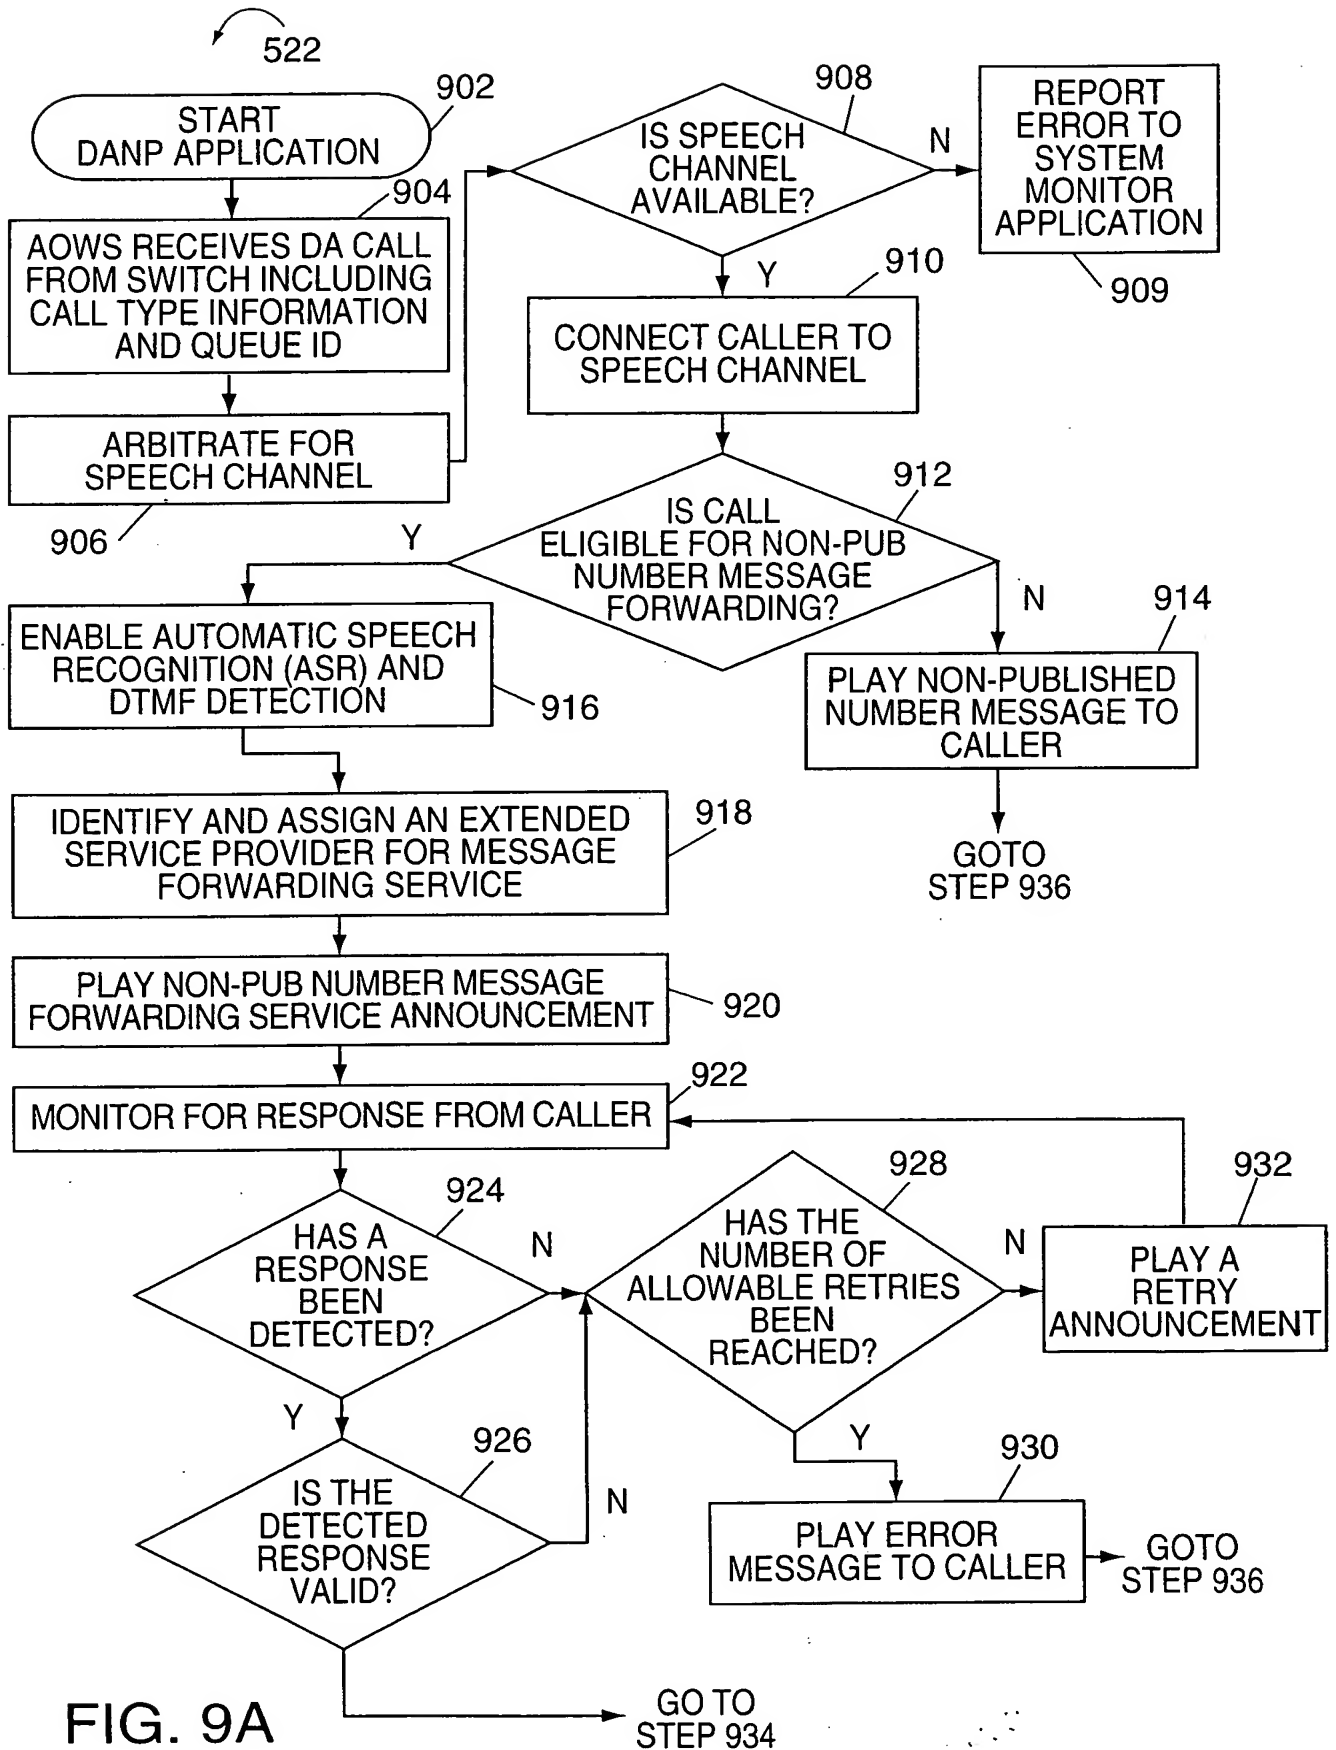 522
902
START
DANP APPLICATION
904
AOWS RECEIVES DA CALL
FROM SWITCH INCLUDING
CALL TYPE INFORMATION
AND QUEUE ID
ARBITRATE FOR
SPEECH CHANNEL
906
908
IS SPEECH
CHANNEL
AVAILABLE?
N
REPORT
ERROR TO
SYSTEM
MONITOR
APPLICATION
909
Y
910
CONNECT CALLER TO
SPEECH CHANNEL
912
IS CALL
ELIGIBLE FOR NON-PUB
NUMBER MESSAGE
FORWARDING?
Y
N
914
PLAY NON-PUBLISHED
NUMBER MESSAGE TO
CALLER
GOTO
STEP 936
ENABLE AUTOMATIC SPEECH
RECOGNITION (ASR) AND
DTMF DETECTION
916
IDENTIFY AND ASSIGN AN EXTENDED
SERVICE PROVIDER FOR MESSAGE
FORWARDING SERVICE
918
PLAY NON-PUB NUMBER MESSAGE
FORWARDING SERVICE ANNOUNCEMENT
920
922
MONITOR FOR RESPONSE FROM CALLER
924
HAS A
RESPONSE
BEEN
DETECTED?
N
Y
928
HAS THE
NUMBER OF
ALLOWABLE RETRIES
BEEN
REACHED?
N
932
PLAY A
RETRY
ANNOUNCEMENT
926
IS THE
DETECTED
RESPONSE
VALID?
N
Y
930
PLAY ERROR
MESSAGE TO CALLER
GOTO
STEP 936
GO TO
STEP 934
FIG. 9A